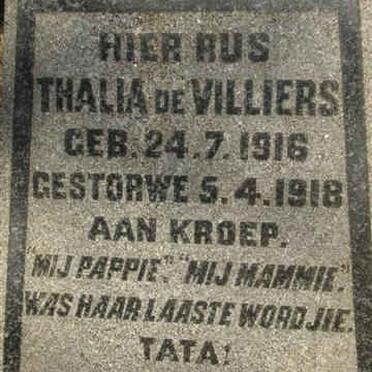 HIER RUS
THALIA DE VILLIERS
GEB. 24.7.1916
GESTORWE 5.4.1918
AAN KROEP.
"MIJ PAPPIE". "MIJ MAMMIE."
WAS HAAR LAASTE WORDJIE.
TATA!